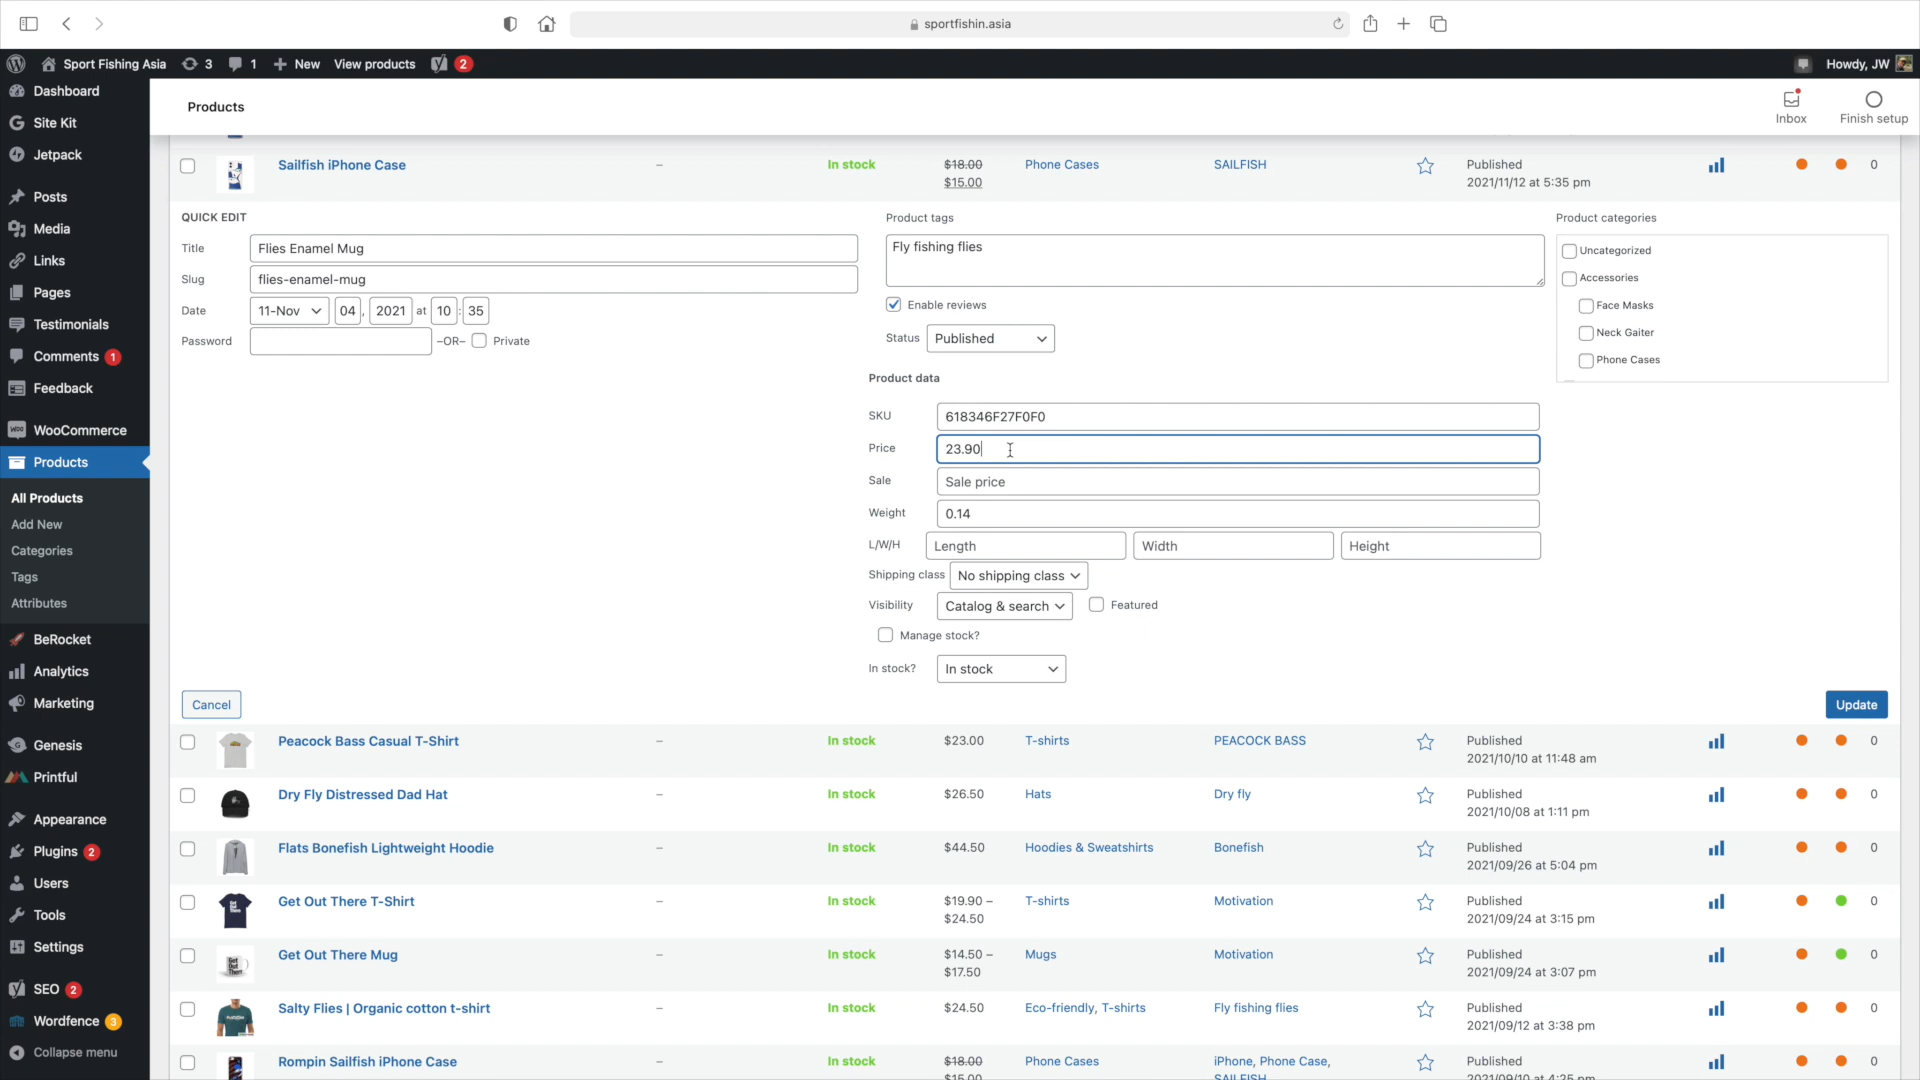 sportfishin.asia
Sport Fishing Asia 3 1 New View products 2 Howdy, JW
Dashboard
Site Kit
Jetpack
Posts
Media
Links
Pages
Testimonials
Comments 1
Feedback
WooCommerce
Products
All Products
Add New
Categories
Tags
Attributes
BeRocket
Analytics
Marketing
Genesis
Printful
Appearance
Plugins 2
Users
Tools
Settings
SEO 2
Wordfence 3
Collapse menu
Products
Inbox
Finish setup
Sailfish iPhone Case – In stock $18.00 Phone Cases SAILFISH Published 0
$15.00 2021/11/12 at 5:35 pm
QUICK EDIT
Title Flies Enamel Mug
Slug flies-enamel-mug
Date 11-Nov 04 , 2021 at 10 : 35
Password –OR– Private
Product tags
Fly fishing flies
Enable reviews
Status Published
Product data
SKU 618346F27F0F0
Price 23.90
Sale Sale price
Weight 0.14
L/W/H Length Width Height
Shipping class No shipping class
Visibility Catalog & search Featured
Manage stock?
In stock? In stock
Product categories
Uncategorized
Accessories
Face Masks
Neck Gaiter
Phone Cases
Cancel Update
Peacock Bass Casual T-Shirt – In stock $23.00 T-shirts PEACOCK BASS Published 0
2021/10/10 at 11:48 am
Dry Fly Distressed Dad Hat – In stock $26.50 Hats Dry fly Published 0
2021/10/08 at 1:11 pm
Flats Bonefish Lightweight Hoodie – In stock $44.50 Hoodies & Sweatshirts Bonefish Published 0
2021/09/26 at 5:04 pm
Get Out There T-Shirt – In stock $19.90 – T-shirts Motivation Published 0
$24.50 2021/09/24 at 3:15 pm
Get Out There Mug – In stock $14.50 – Mugs Motivation Published 0
$17.50 2021/09/24 at 3:07 pm
Salty Flies | Organic cotton t-shirt – In stock $24.50 Eco-friendly, T-shirts Fly fishing flies Published 0
2021/09/12 at 3:38 pm
Rompin Sailfish iPhone Case – In stock $18.00 Phone Cases iPhone, Phone Case, Published 0
$15.00 SAILFISH 2021/09/10 at 4:25 pm